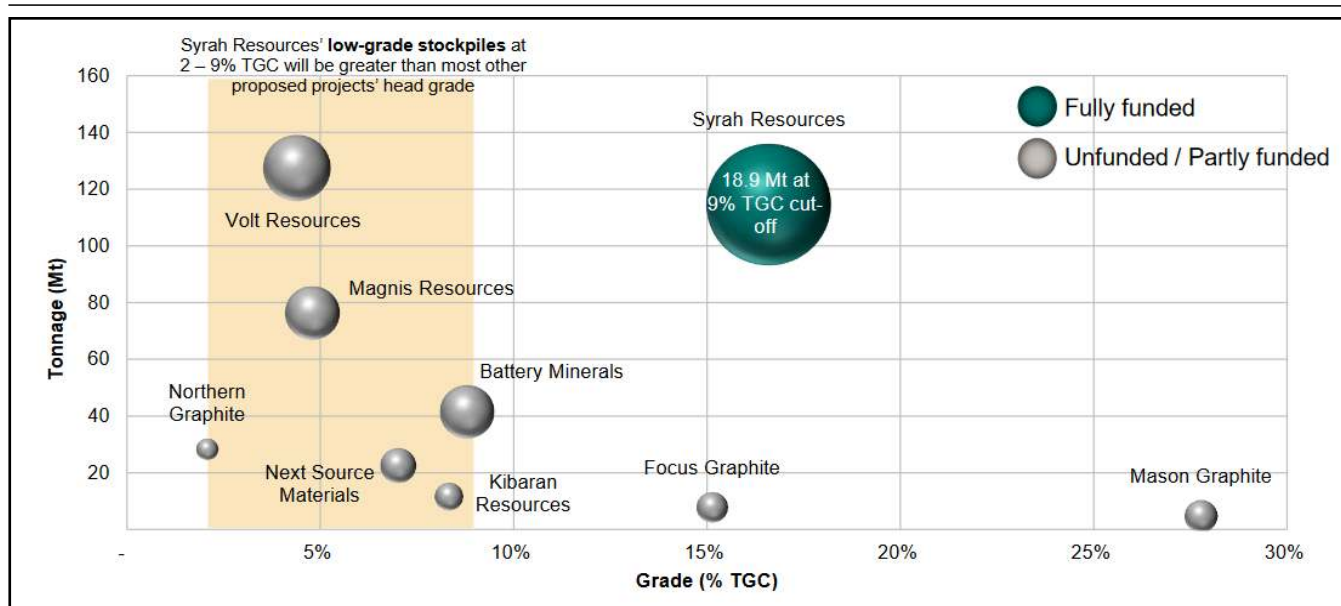 Syrah Resources' low-grade stockpiles at
2 – 9% TGC will be greater than most other
proposed projects' head grade
160
140
120
100
80
60
40
20
-
Tonnage (Mt)
Syrah Resources
18.9 Mt at
9% TGC cut-
off
Fully funded
Unfunded / Partly funded
Volt Resources
Magnis Resources
Battery Minerals
Northern
Graphite
Next Source
Materials
Kibaran
Resources
Focus Graphite
Mason Graphite
5%
10%
15%
20%
25%
30%
Grade (% TGC)